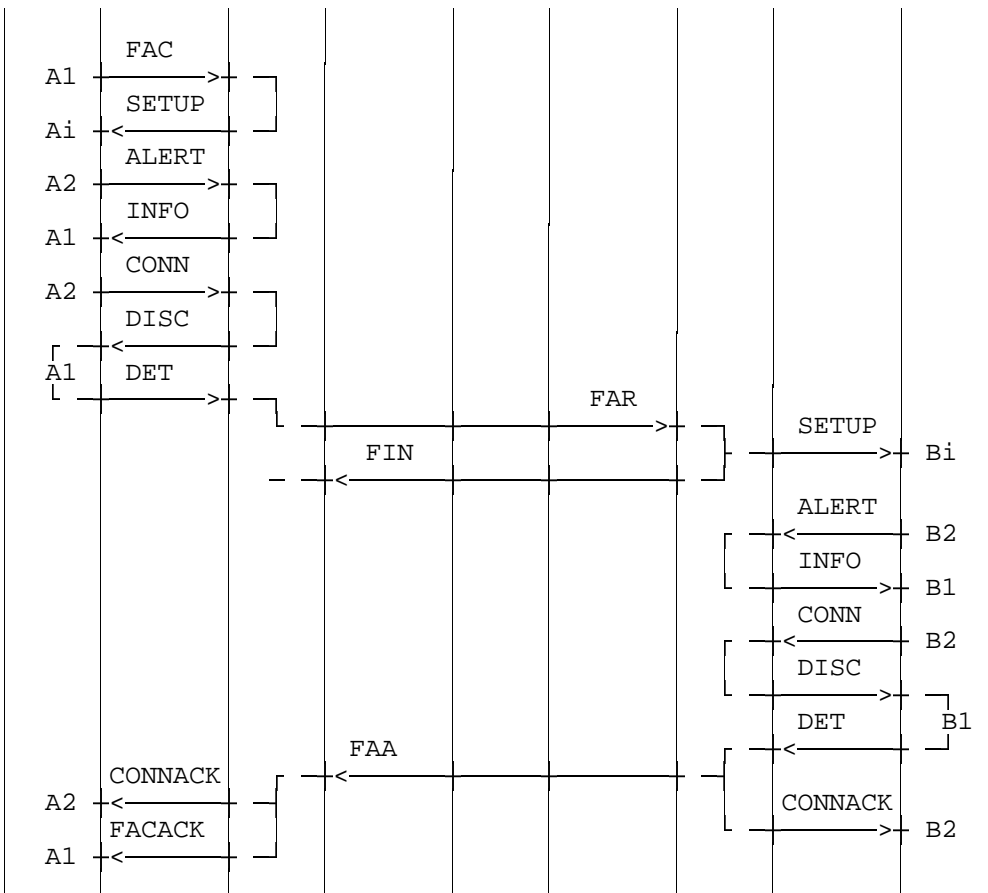 FAC
A1
SETUP
Ai
ALERT
A2
INFO
A1
CONN
A2
DISC
A1 DET
FAR
SETUP
FIN
Bi
ALERT
B2
INFO
B1
CONN
B2
DISC
DET B1
FAA
CONNACK
A2 CONNACK
FACACK B2
A1